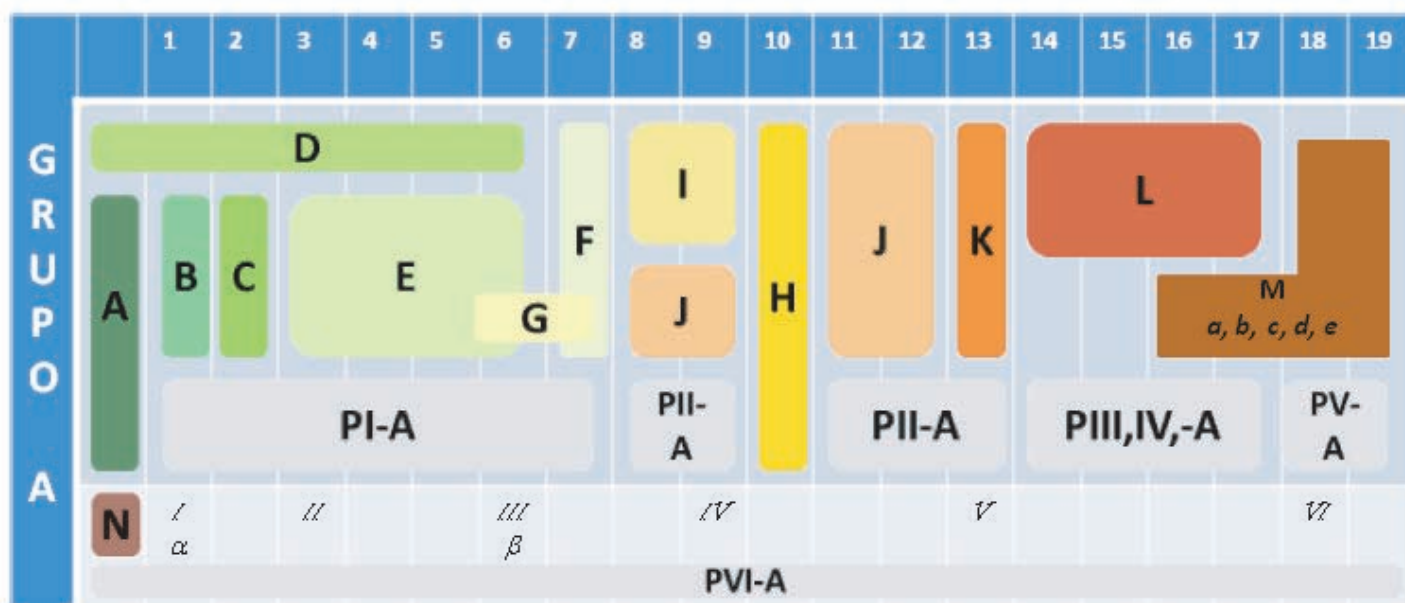 1 2 3 4 5 6 7 8 9 10 11 12 13 14 15 16 17 18 19
GRUPO A
D
A
B
C
E
F
G
I
J
H
J
K
L
M
a, b, c, d, e
PI-A
PII-
A
PII-A
PIII,IV,-A
PV-
A
N
I II III IV V VI
α β
PVI-A